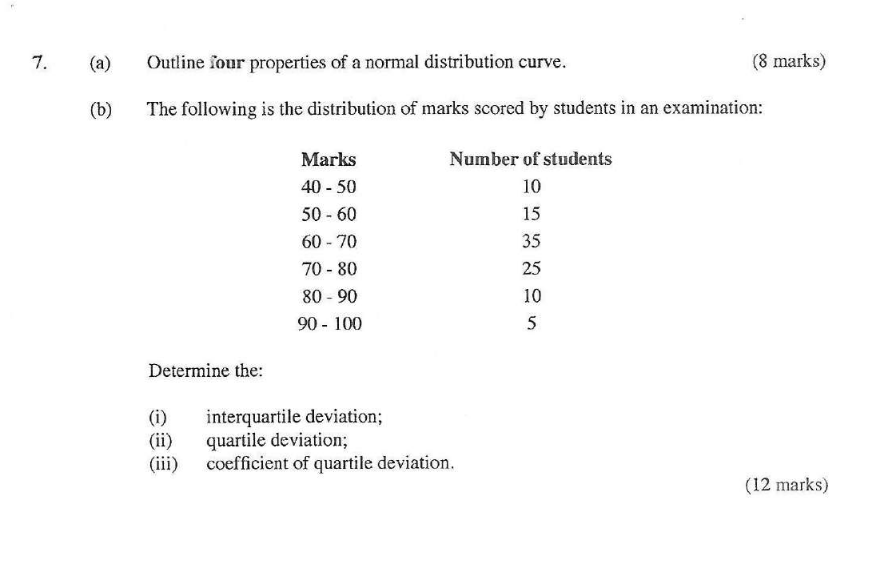 7. (a) Outline four properties of a normal distribution curve. (8 marks)
(b) The following is the distribution of marks scored by students in an examination:
Marks Number of students
40 - 50 10
50 - 60 15
60 - 70 35
70 - 80 25
80 - 90 10
90 - 100 5
Determine the:
(i) interquartile deviation;
(ii) quartile deviation;
(iii) coefficient of quartile deviation.
(12 marks)